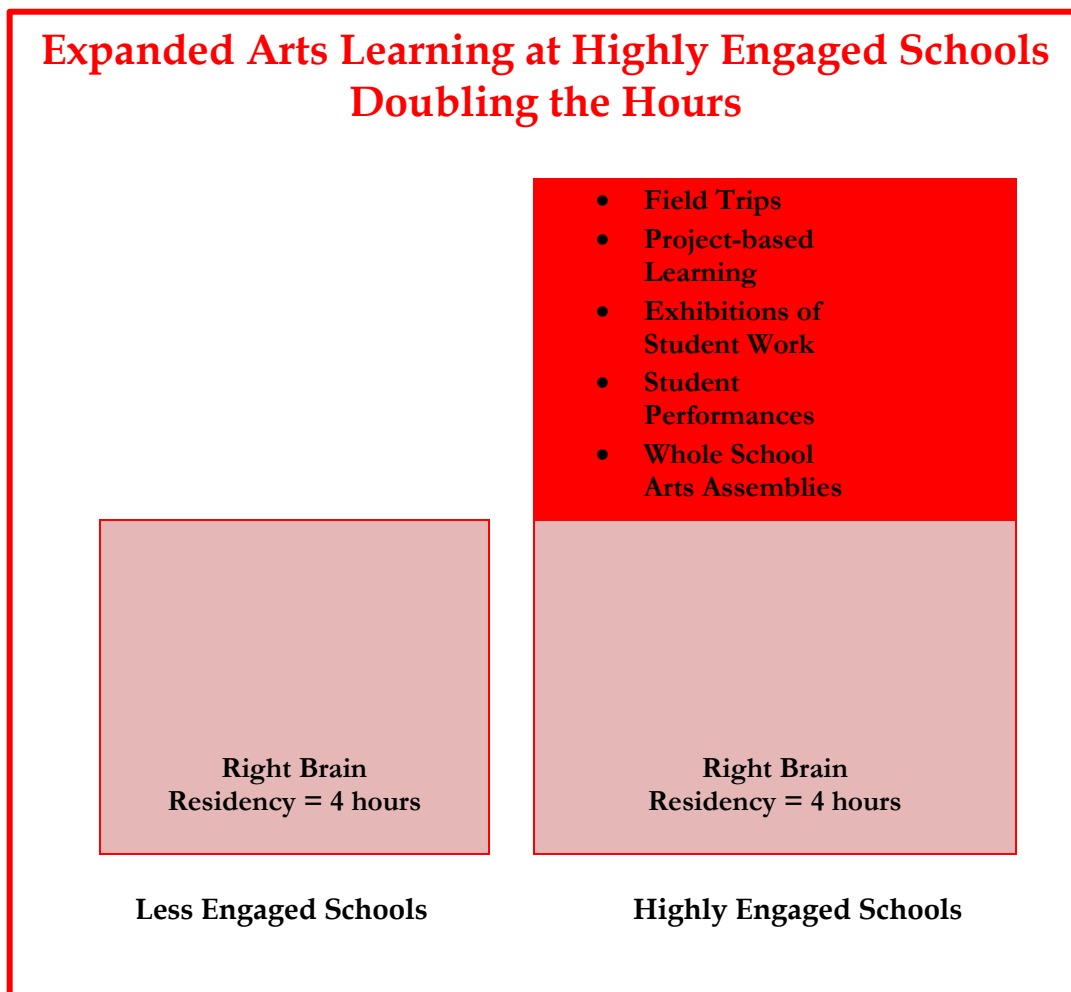 Expanded Arts Learning at Highly Engaged Schools
Doubling the Hours
• Field Trips
• Project-based
Learning
• Exhibitions of
Student Work
• Student
Performances
• Whole School
Arts Assemblies
Right Brain
Residency = 4 hours
Right Brain
Residency = 4 hours
Less Engaged Schools
Highly Engaged Schools